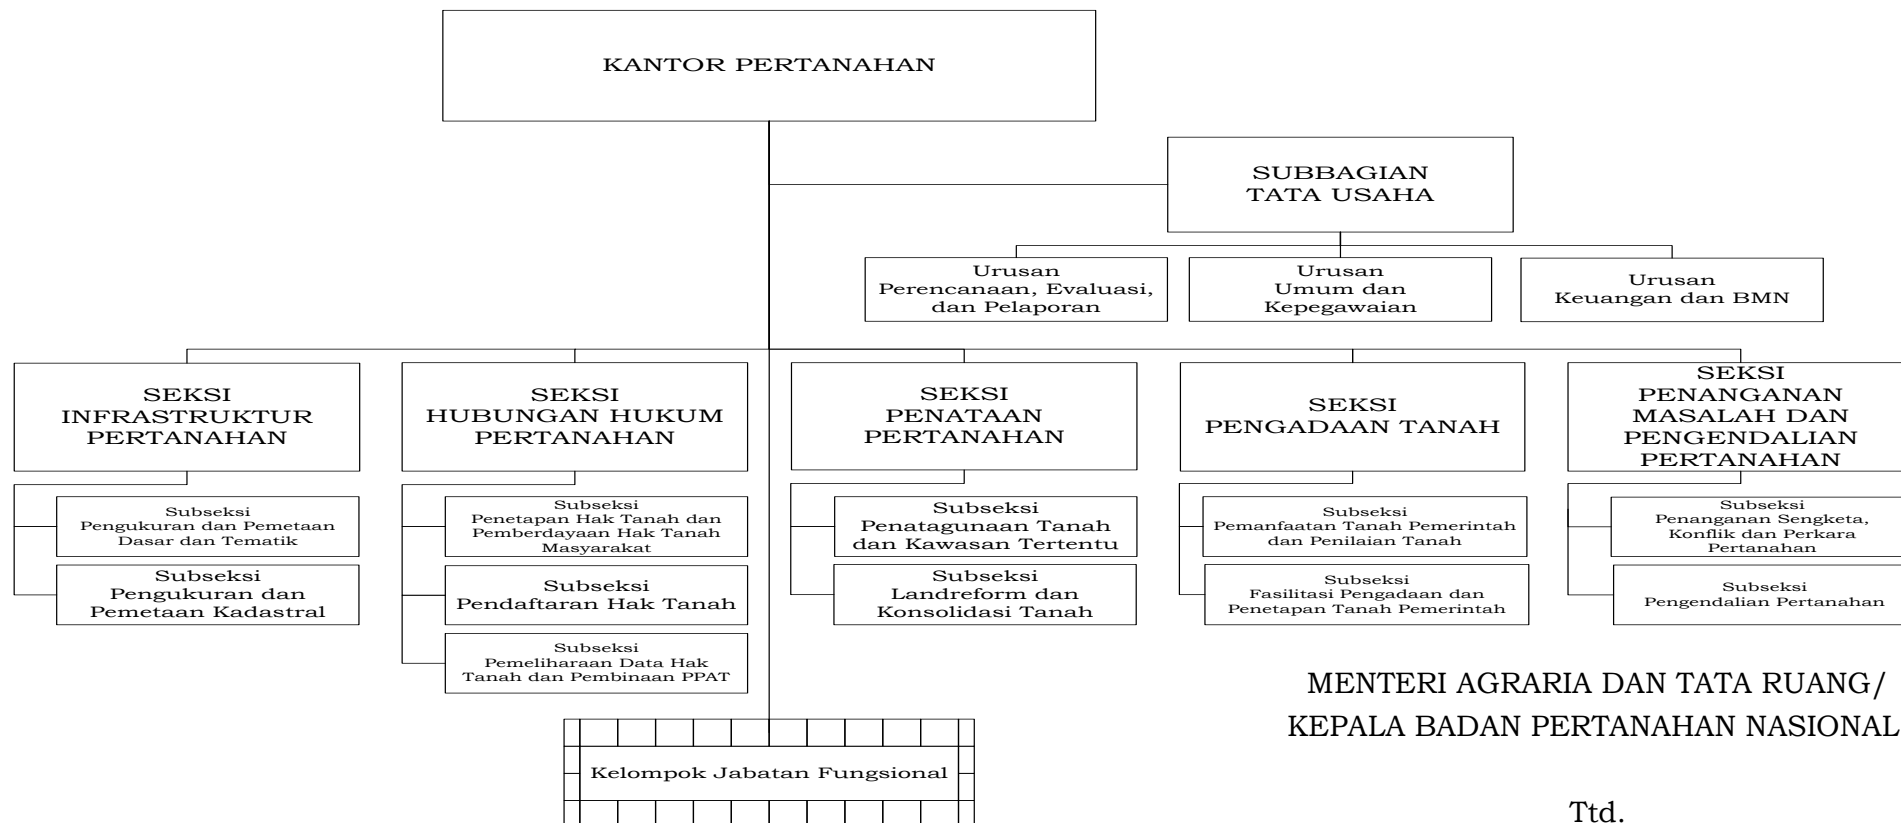 KANTOR PERTANAHAN
SUBBAGIAN
TATA USAHA
Urusan
Perencanaan, Evaluasi,
dan Pelaporan
Urusan
Umum dan
Kepegawaian
Urusan
Keuangan dan BMN
SEKSI
INFRASTRUKTUR
PERTANAHAN
SEKSI
HUBUNGAN HUKUM
PERTANAHAN
SEKSI
PENATAAN
PERTANAHAN
SEKSI
PENGADAAN TANAH
SEKSI
PENANGANAN
MASALAH DAN
PENGENDALIAN
PERTANAHAN
Subseksi
Pengukuran dan Pemetaan
Dasar dan Tematik
Subseksi
Pengukuran dan
Pemetaan Kadastral
Subseksi
Penetapan Hak Tanah dan
Pemberdayaan Hak Tanah
Masyarakat
Subseksi
Pendaftaran Hak Tanah
Subseksi
Pemeliharaan Data Hak
Tanah dan Pembinaan PPAT
Subseksi
Penatagunaan Tanah
dan Kawasan Tertentu
Subseksi
Landreform dan
Konsolidasi Tanah
Subseksi
Pemanfaatan Tanah Pemerintah
dan Penilaian Tanah
Subseksi
Fasilitasi Pengadaan dan
Penetapan Tanah Pemerintah
Subseksi
Penanganan Sengketa,
Konflik dan Perkara
Pertanahan
Subseksi
Pengendalian Pertanahan
Kelompok Jabatan Fungsional
MENTERI AGRARIA DAN TATA RUANG/
KEPALA BADAN PERTANAHAN NASIONAL
Ttd.